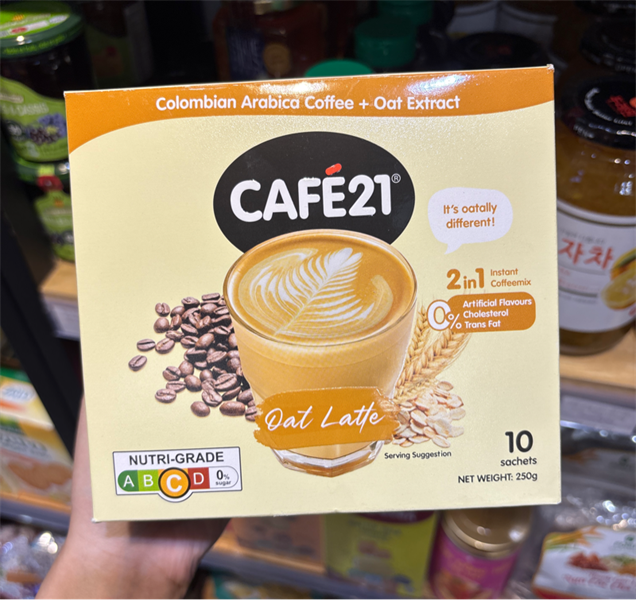 Colombian Arabica Coffee + Oat Extract
CAFÉ21®
It's oatally
different!
2in1 Instant
Coffeemix
0% Artificial Flavours
Cholesterol
Trans Fat
Oat Latte
Serving Suggestion
NUTRI-GRADE
A B C D 0%
sugar
10
sachets
NET WEIGHT: 250g
자차